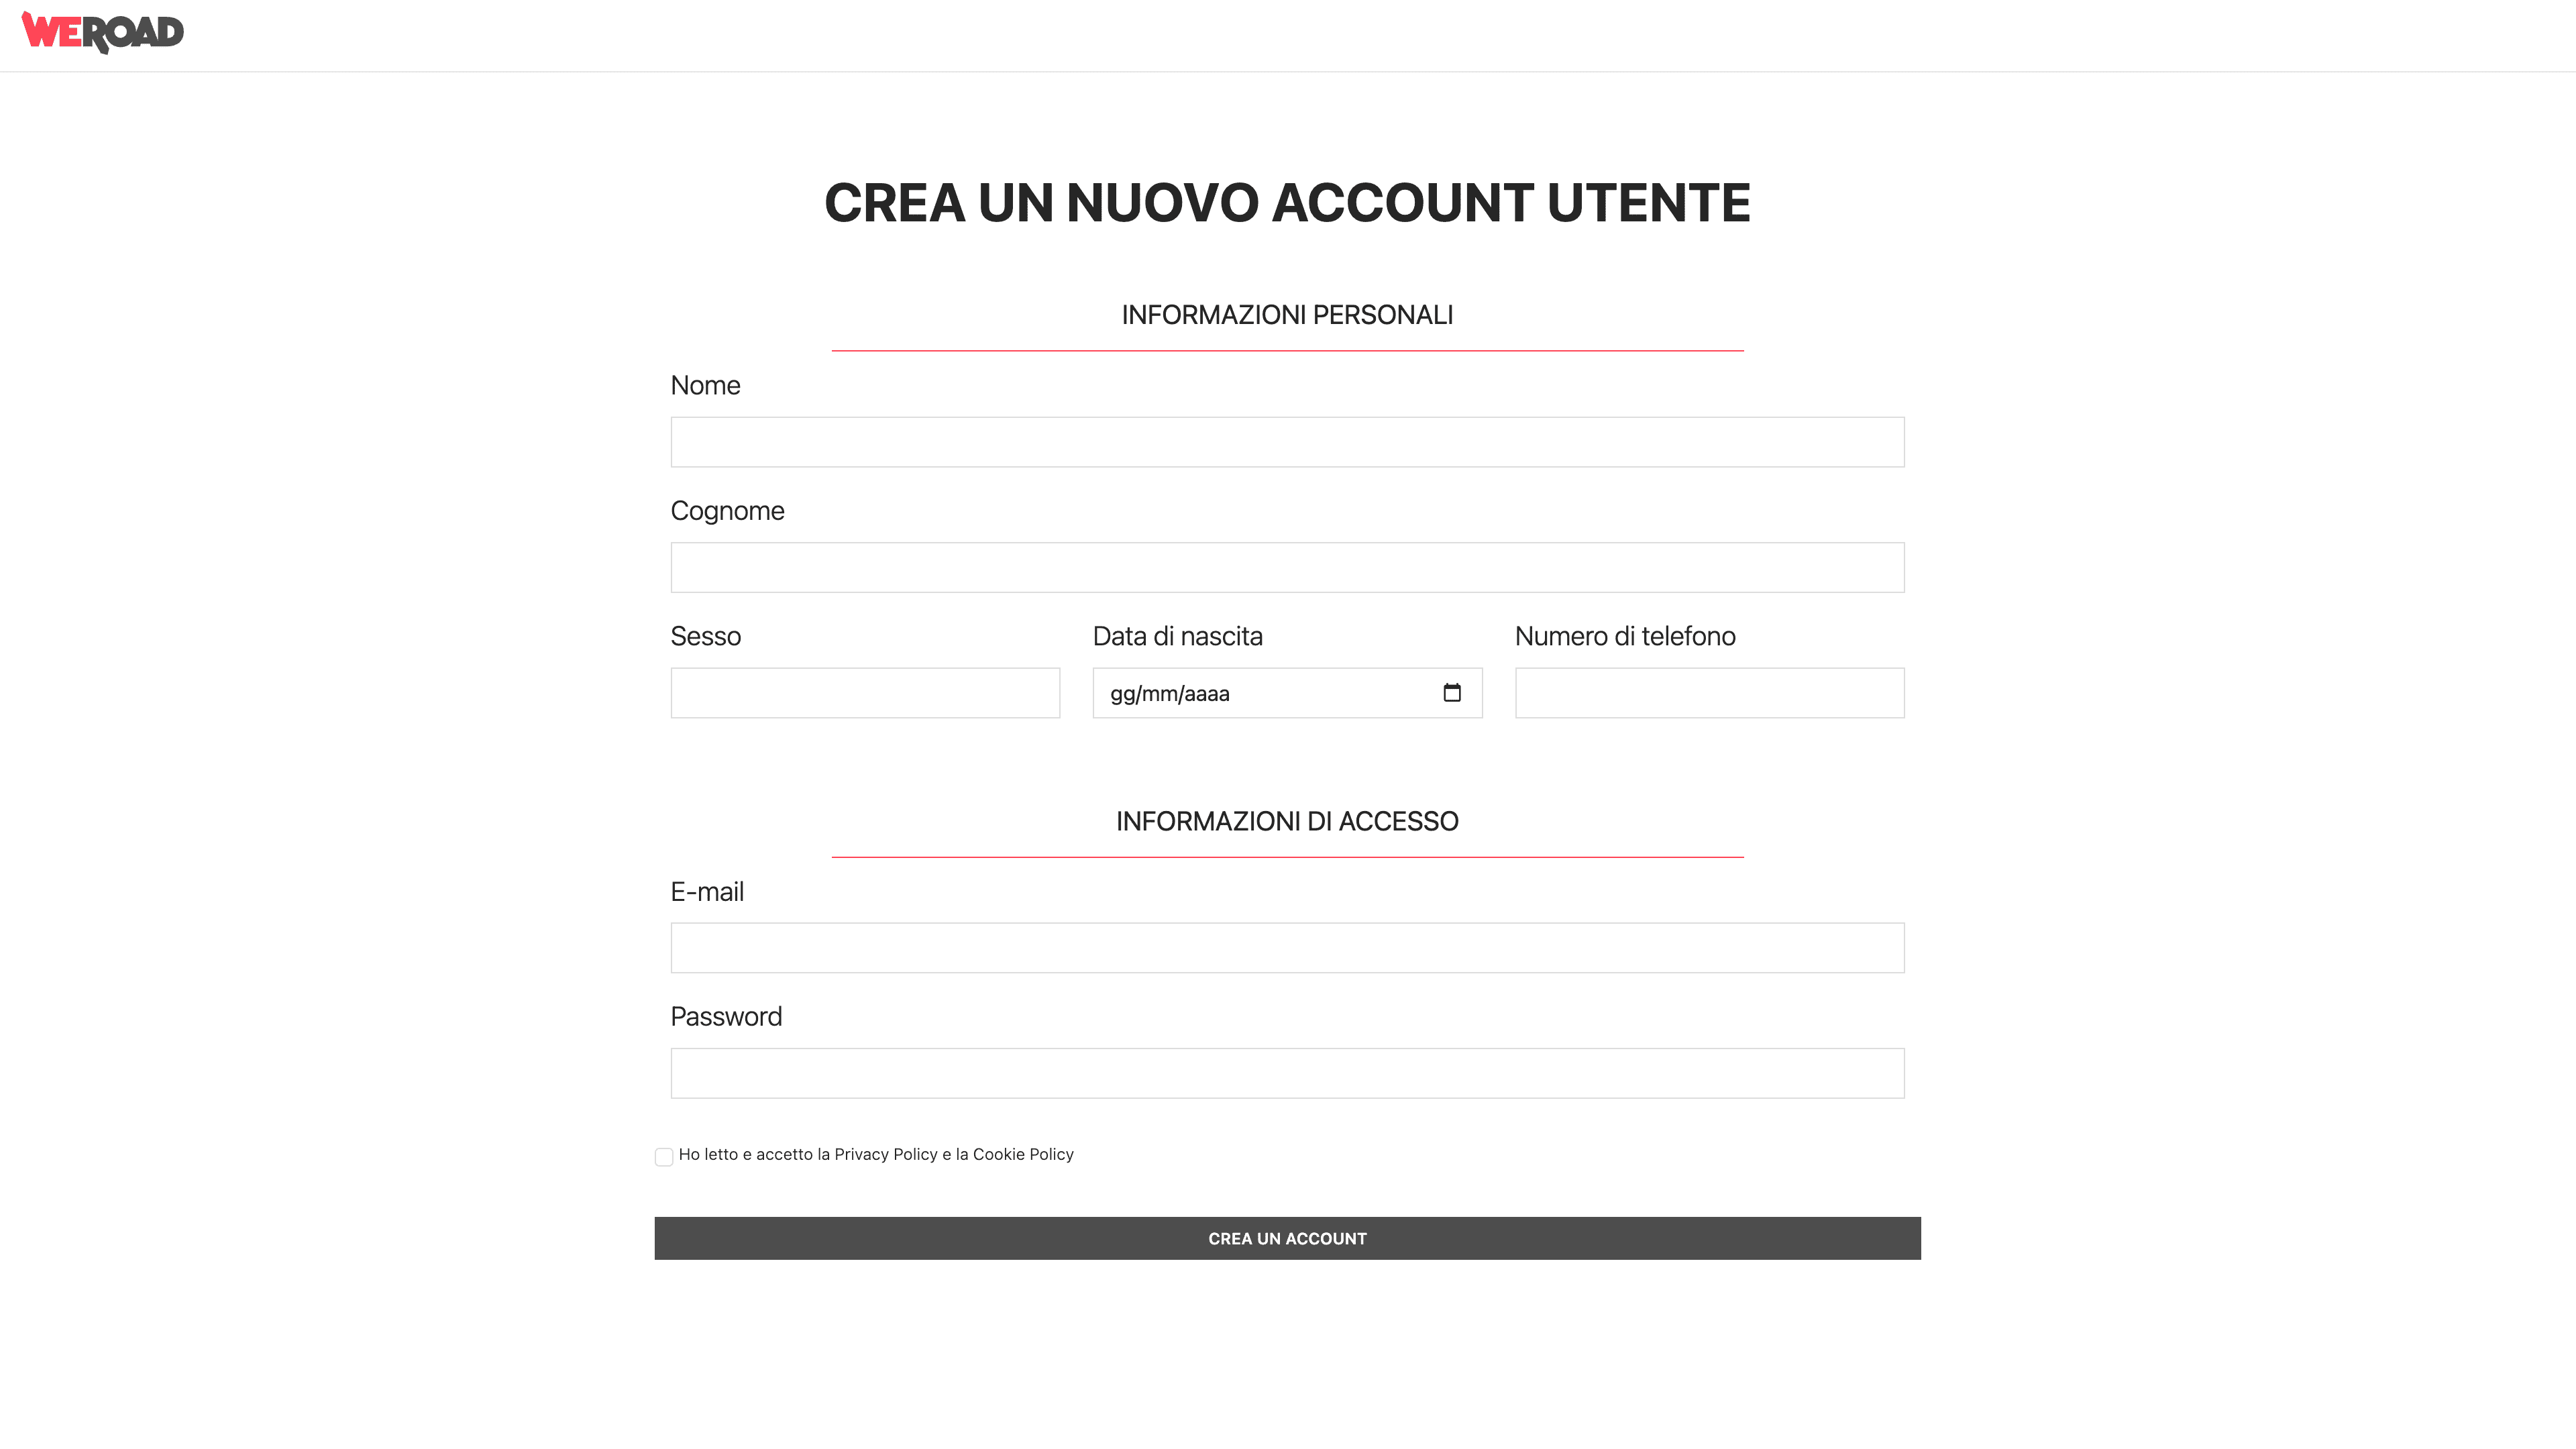 WEROAD
CREA UN NUOVO ACCOUNT UTENTE
INFORMAZIONI PERSONALI
Nome
Cognome
Sesso
Data di nascita
Numero di telefono
gg/mm/aaaa
INFORMAZIONI DI ACCESSO
E-mail
Password
Ho letto e accetto la Privacy Policy e la Cookie Policy
CREA UN ACCOUNT